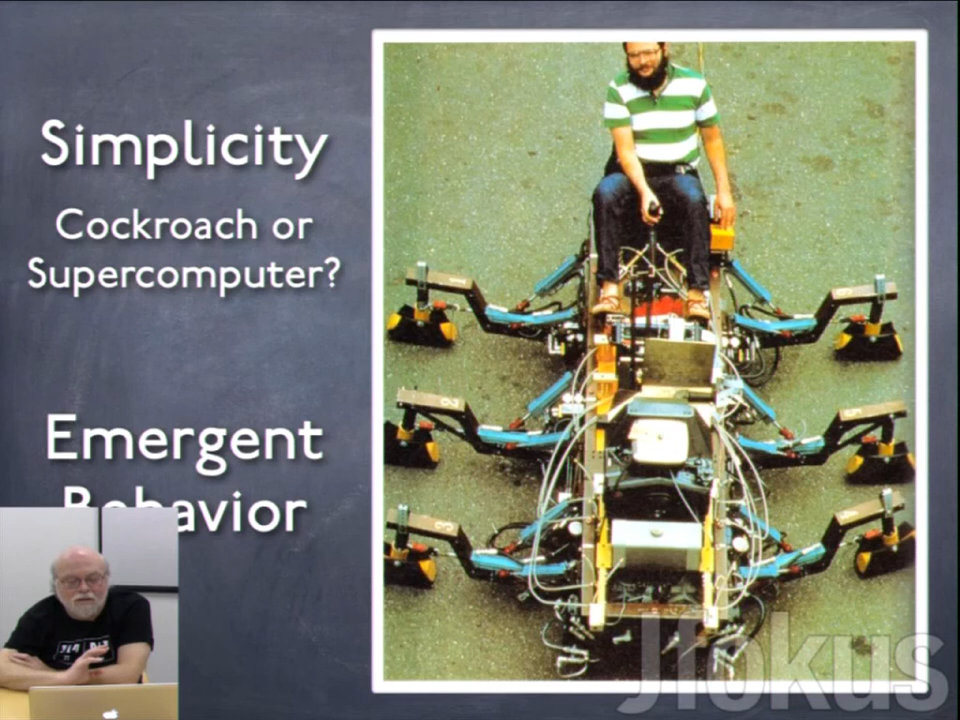 Simplicity
Cockroach or
Supercomputer?
Emergent
Behavior
Jfokus